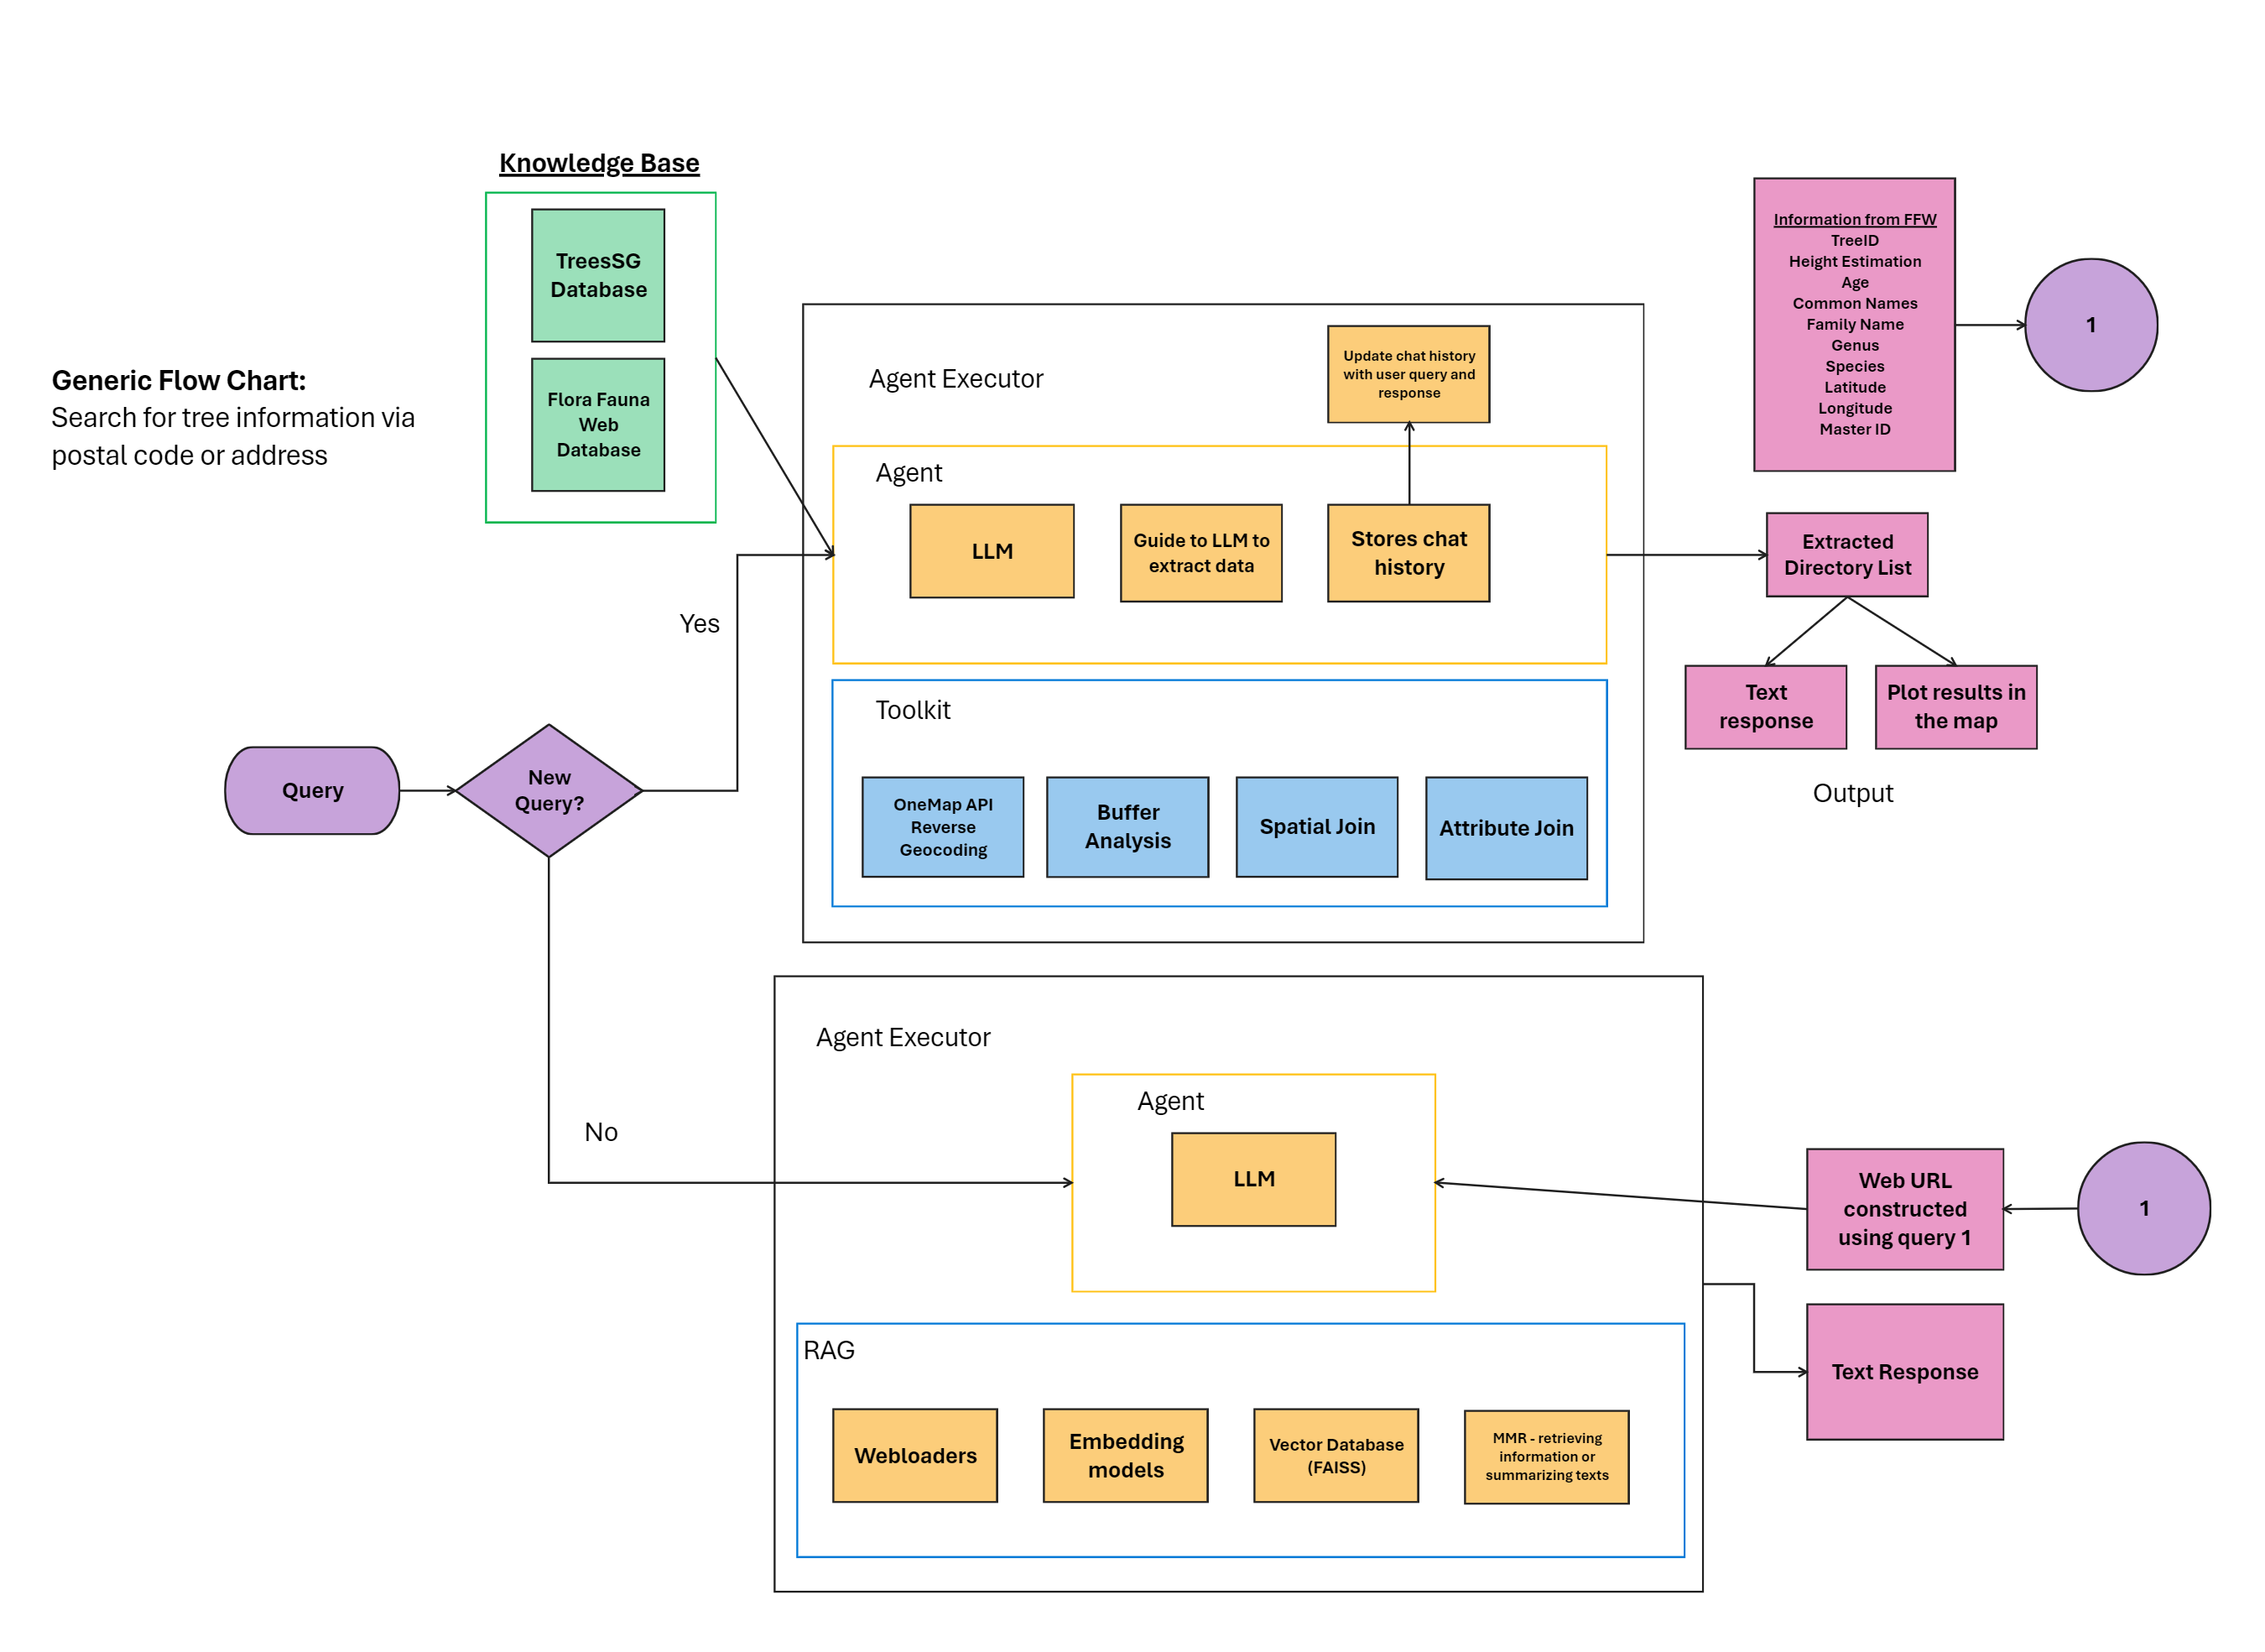 Knowledge Base
TreesSG
Database
Flora Fauna
Web
Database
Generic Flow Chart:
Search for tree information via
postal code or address
Query
New
Query?
Yes
No
Agent Executor
Update chat history
with user query and
response
Agent
LLM
Guide to LLM to
extract data
Stores chat
history
Toolkit
OneMap API
Reverse
Geocoding
Buffer
Analysis
Spatial Join
Attribute Join
Information from FFW
TreeID
Height Estimation
Age
Common Names
Family Name
Genus
Species
Latitude
Longitude
Master ID
1
Extracted
Directory List
Text
response
Plot results in
the map
Output
Agent Executor
Agent
LLM
RAG
Webloaders
Embedding
models
Vector Database
(FAISS)
MMR - retrieving
information or
summarizing texts
Web URL
constructed
using query 1
1
Text Response